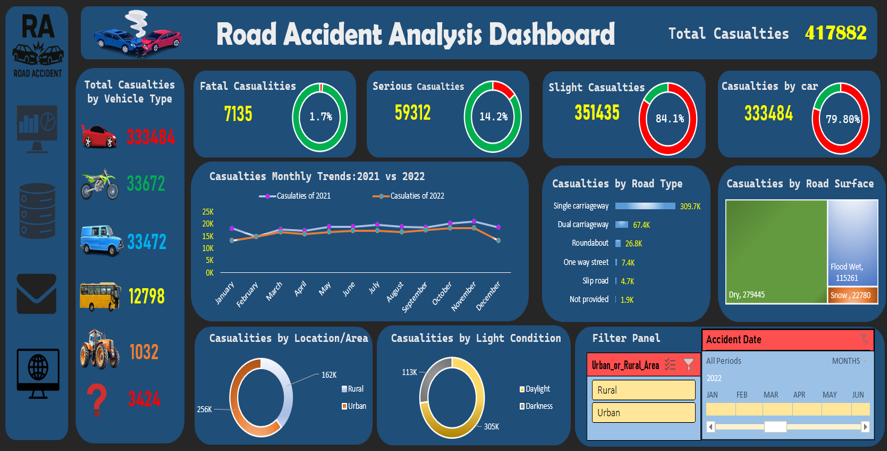 RA
ROAD ACCIDENT
Road Accident Analysis Dashboard
Total Casualties 417882
Total Casualties
by Vehicle Type
333484
33672
33472
12798
1032
3424
Fatal Casualities
7135
1.7%
Serious Casualties
59312
14.2%
Slight Casualties
351435
84.1%
Casualties by car
333484
79.80%
Casualties Monthly Trends:2021 vs 2022
Casulaties of 2021
Casulaties of 2022
25K
20K
15K
10K
5K
0K
January
February
March
April
May
June
July
August
September
October
November
December
Casualties by Road Type
Single carriageway 309.7K
Dual carriageway 67.4K
Roundabout 26.8K
One way street 7.4K
Slip road 4.7K
Not provided 1.9K
Casualties by Road Surface
Dry, 279445
Flood Wet,
115261
Snow , 22780
Casualities by Location/Area
162K
256K
Rural
Urban
Casualities by Light Condition
113K
305K
Daylight
Darkness
Filter Panel
Urban_or_Rural_Area
Rural
Urban
Accident Date
All Periods MONTHS
2022
JAN FEB MAR APR MAY JUN